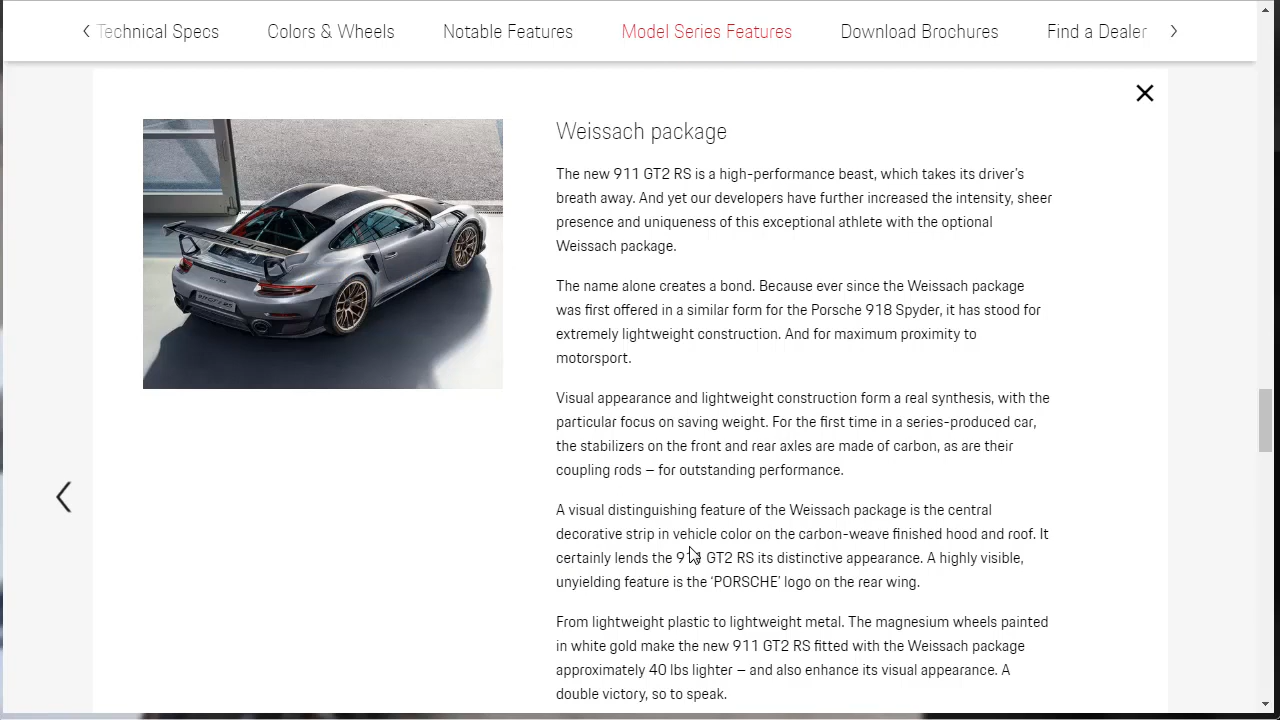 Technical Specs
Colors & Wheels
Notable Features
Model Series Features
Download Brochures
Find a Dealer
Weissach package
The new 911 GT2 RS is a high-performance beast, which takes its driver's
breath away. And yet our developers have further increased the intensity, sheer
presence and uniqueness of this exceptional athlete with the optional
Weissach package.
The name alone creates a bond. Because ever since the Weissach package
was first offered in a similar form for the Porsche 918 Spyder, it has stood for
extremely lightweight construction. And for maximum proximity to
motorsport.
Visual appearance and lightweight construction form a real synthesis, with the
particular focus on saving weight. For the first time in a series-produced car,
the stabilizers on the front and rear axles are made of carbon, as are their
coupling rods – for outstanding performance.
A visual distinguishing feature of the Weissach package is the central
decorative strip in vehicle color on the carbon-weave finished hood and roof. It
certainly lends the 911 GT2 RS its distinctive appearance. A highly visible,
unyielding feature is the ‘PORSCHE’ logo on the rear wing.
From lightweight plastic to lightweight metal. The magnesium wheels painted
in white gold make the new 911 GT2 RS fitted with the Weissach package
approximately 40 lbs lighter – and also enhance its visual appearance. A
double victory, so to speak.